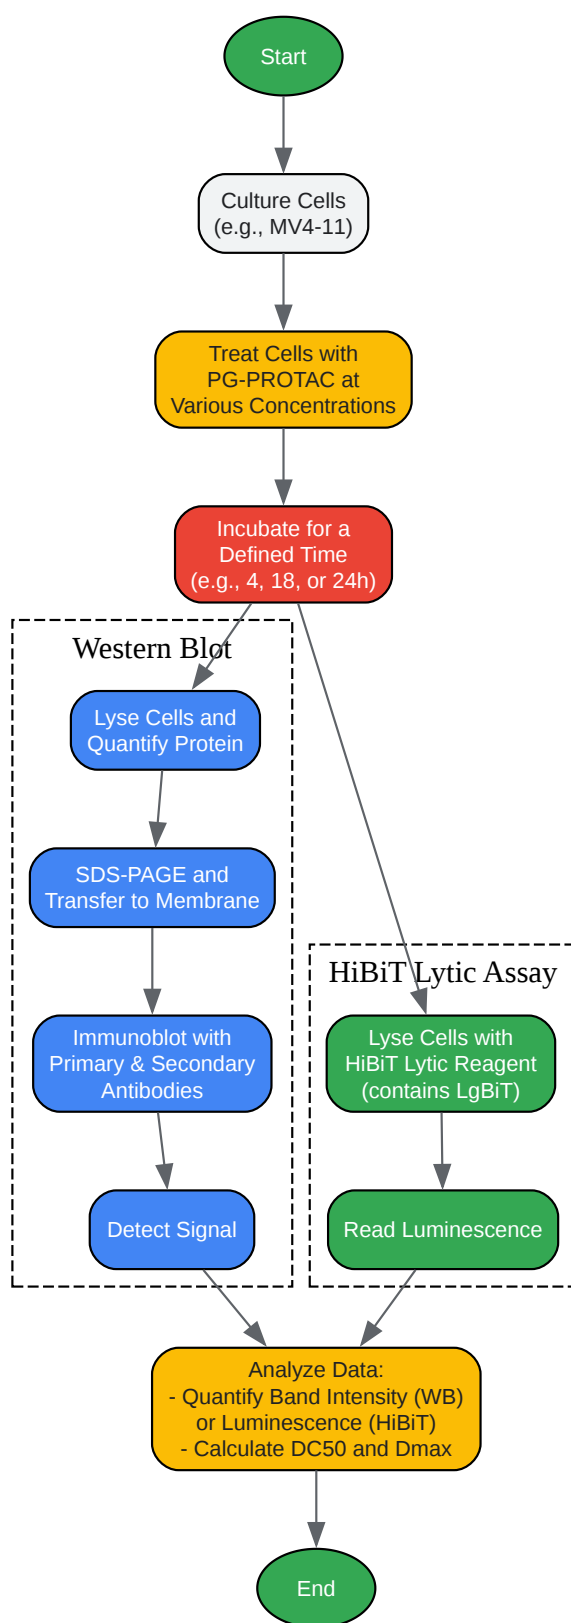 Start
Culture Cells
(e.g., MV4-11)
Treat Cells with
PG-PROTAC at
Various Concentrations
Incubate for a
Defined Time
(e.g., 4, 18, or 24h)
Western Blot
Lyse Cells and
Quantify Protein
SDS-PAGE and
Transfer to Membrane
Immunoblot with
Primary & Secondary
Antibodies
Detect Signal
HiBiT Lytic Assay
Lyse Cells with
HiBiT Lytic Reagent
(contains LgBiT)
Read Luminescence
Analyze Data:
- Quantify Band Intensity (WB)
or Luminescence (HiBiT)
- Calculate DC50 and Dmax
End